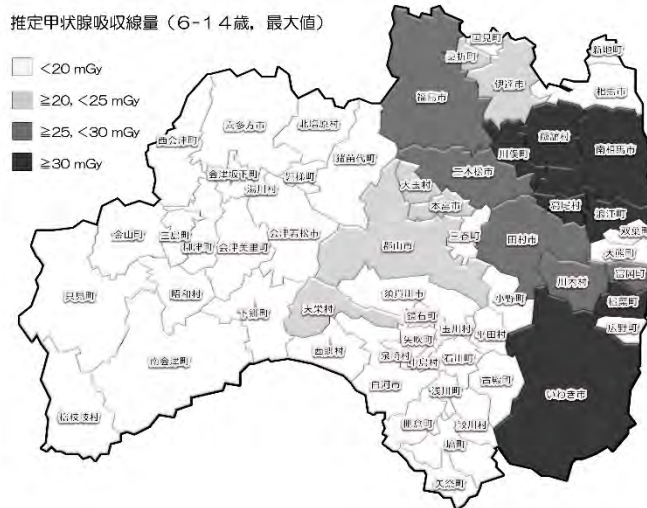 推定甲状腺吸収線量(6-14歳，最大値)
<20 mGy
≧20, <25 mGy
≧25, <30 mGy
≧30 mGy
国見町
桑折町
新地町
伊達市
相馬市
福島市
飯舘村
川俣町
南相馬市
喜多方市
北塩原村
西会津町
猪苗代町
二本松市
会津坂下町
磐梯町
湯川村
大玉村
本宮市
葛尾村
浪江町
双葉町
大熊町
金山町
三島町
柳津町
会津美里町
会津若松市
三春町
田村市
郡山市
富岡町
川内村
只見町
昭和村
須賀川市
小野町
楢葉町
下郷町
天栄村
鏡石町
玉川村
平田村
広野町
矢吹町
南会津町
西郷村
泉崎村
中島村
石川町
白河市
古殿町
いわき市
浅川町
檜枝岐村
棚倉町
鮫川村
塙町
矢祭町